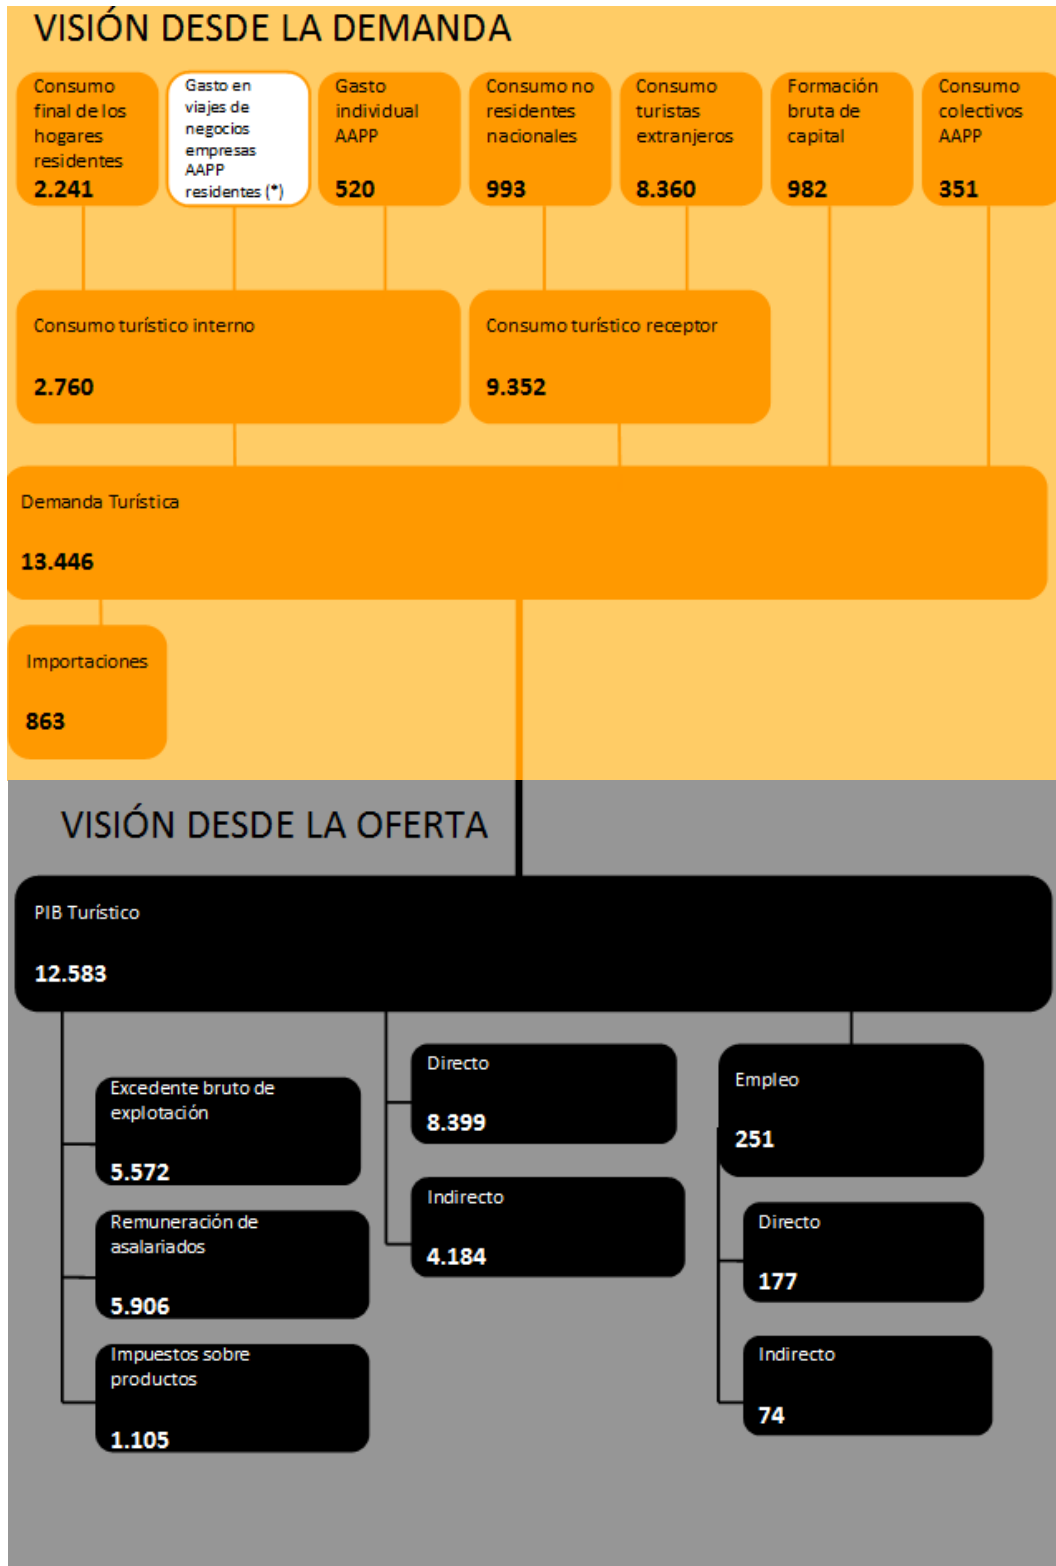 VISIÓN DESDE LA DEMANDA
Consumo
final de los
hogares
residentes
2.241
Gasto en
viajes de
negocios
empresas
AAPP
residentes (*)
Gasto
individual
AAPP
520
Consumo no
residentes
nacionales
993
Consumo
turistas
extranjeros
8.360
Formación
bruta de
capital
982
Consumo
colectivos
AAPP
351
Consumo turístico interno
2.760
Consumo turístico receptor
9.352
Demanda Turística
13.446
Importaciones
863
VISIÓN DESDE LA OFERTA
PIB Turístico
12.583
Excedente bruto de
explotación
5.572
Remuneración de
asalariados
5.906
Impuestos sobre
productos
1.105
Directo
8.399
Indirecto
4.184
Empleo
251
Directo
177
Indirecto
74